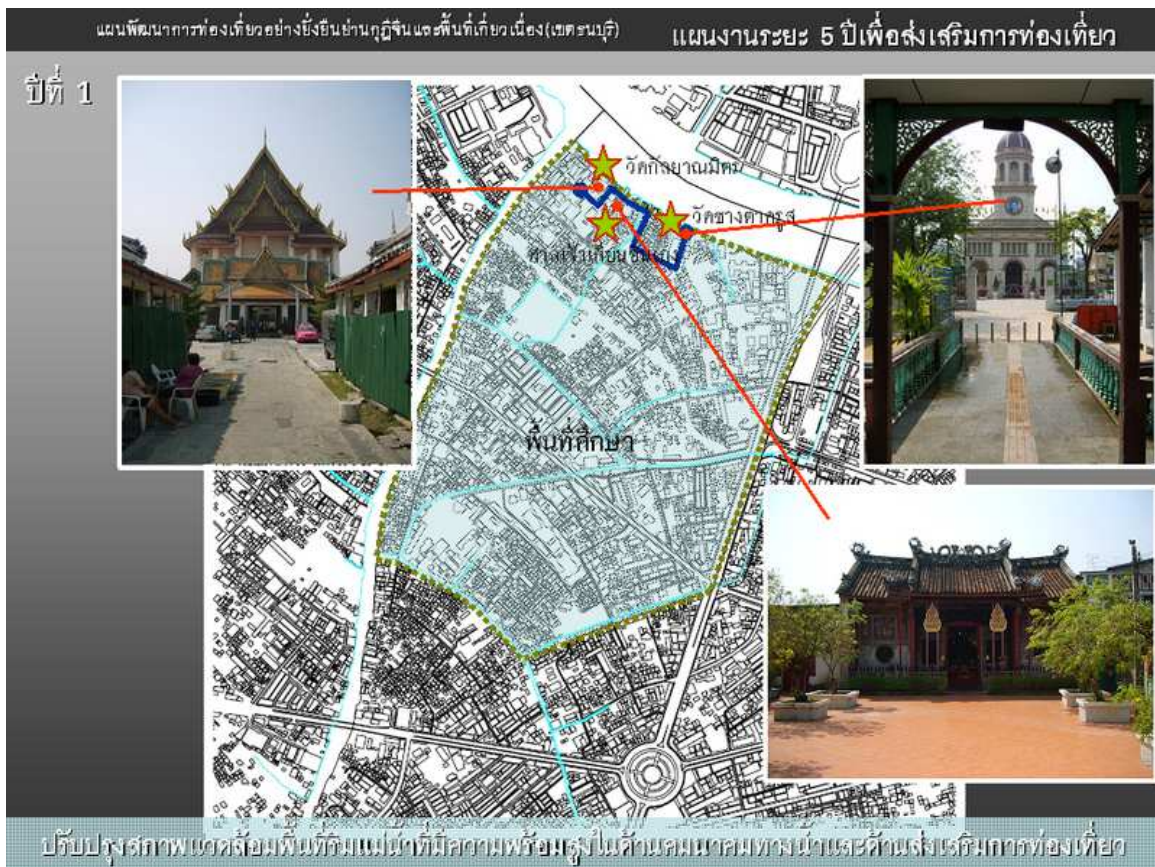 แผนพัฒนาการท่องเที่ยวอย่างยั่งยืนย่านกุฎีจีนและพื้นที่เกี่ยวเนื่อง(เขตธนบุรี)
แผนงานระยะ 5 ปีเพื่อส่งเสริมการท่องเที่ยว
ปีที่ 1
วัดกัลยาณมิตม
วัดซางตาครูส
ศาลเจ้าเกียนอันเกง
พื้นที่ศึกษา
ปรับปรุงสภาพแวดล้อมพื้นที่ริมแม่น้ำที่มีความพร้อมสูงในด้านคมนาคมทางน้ำและด้านส่งเสริมการท่องเที่ยว